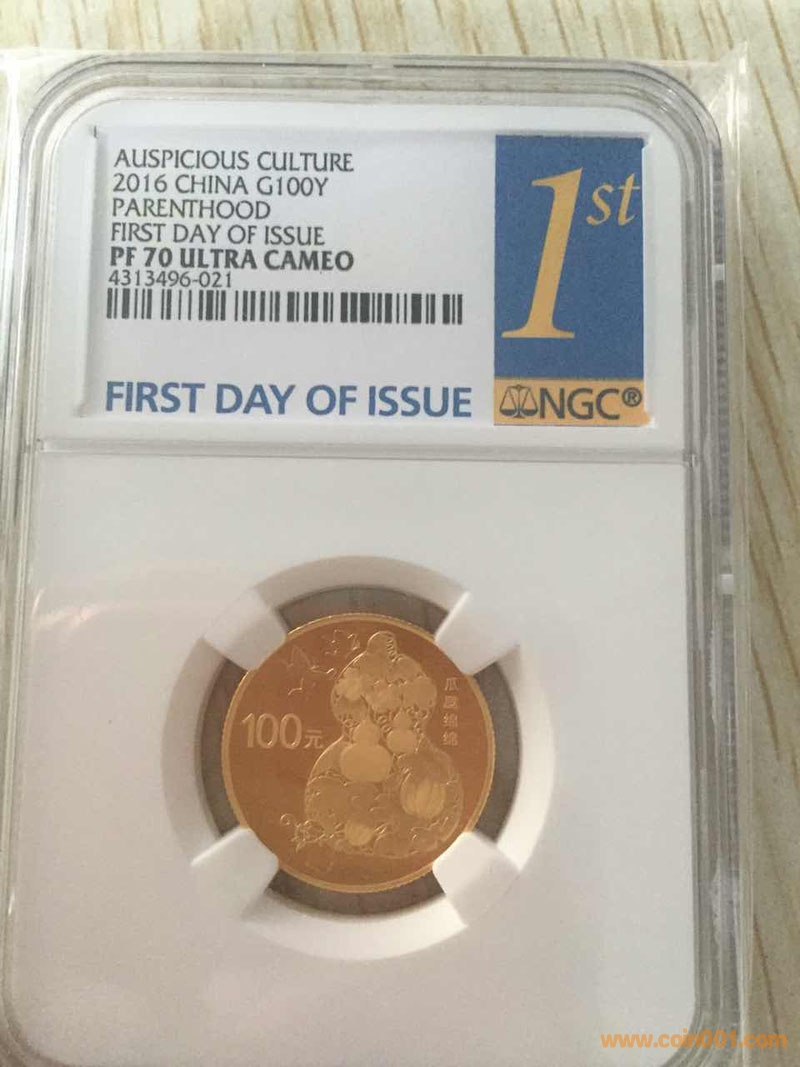 AUSPICIOUS CULTURE
2016 CHINA G100Y
PARENTHOOD
FIRST DAY OF ISSUE
PF 70 ULTRA CAMEO
4313496-021
1st
FIRST DAY OF ISSUE
NGC®
100元
瓜瓞绵绵
www.coin001.com